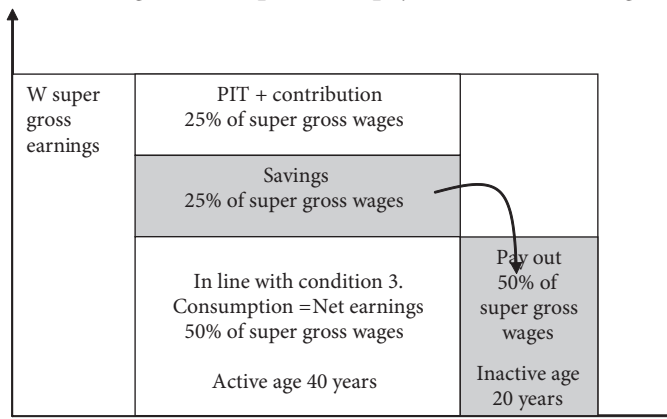 W super
gross
earnings
PIT + contribution
25% of super gross wages
Savings
25% of super gross wages
In line with condition 3.
Consumption =Net earnings
50% of super gross wages
Active age 40 years
Pay out
50% of
super gross
wages
Inactive age
20 years